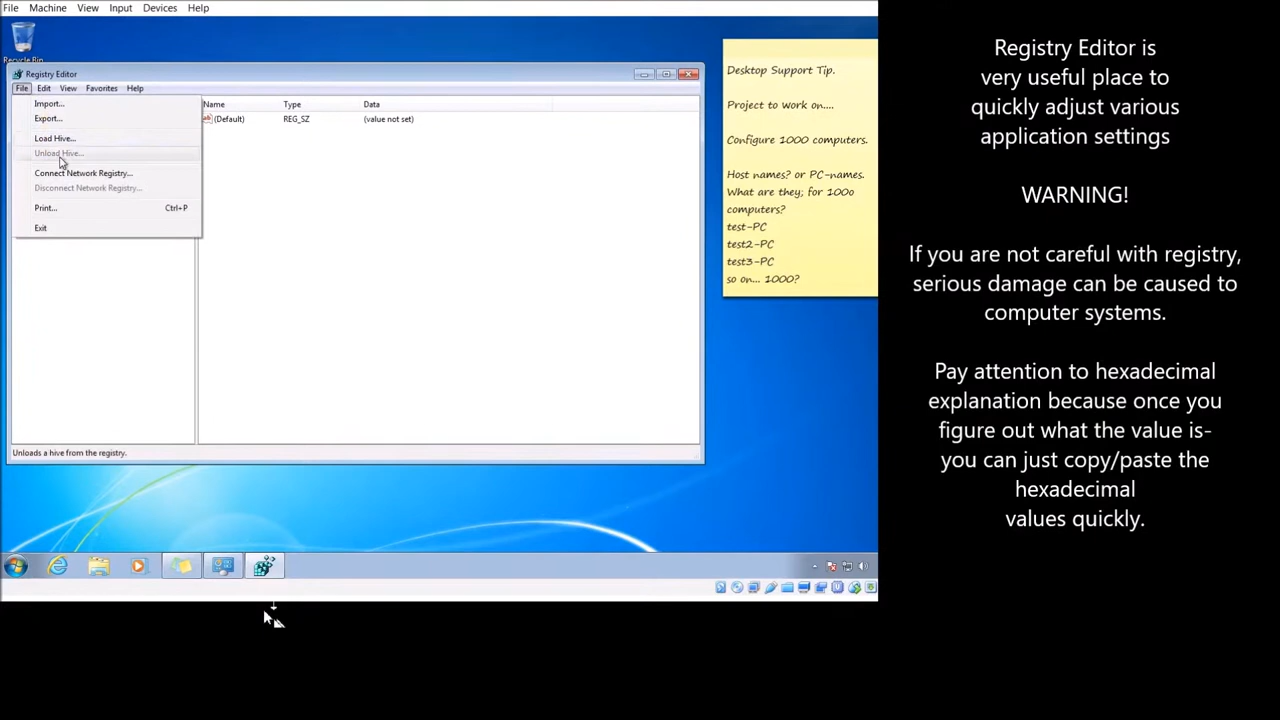 File Machine View Input Devices Help
Recycle Bin
Registry Editor
File Edit View Favorites Help
Import...
Export...
Load Hive...
Unload Hive...
Connect Network Registry...
Disconnect Network Registry...
Print... Ctrl+P
Exit
Name Type Data
ab (Default) REG_SZ (value not set)
Unloads a hive from the registry.
Desktop Support Tip.
Project to work on....
Configure 1000 computers.
Host names? or PC-names.
What are they; for 100o
computers?
test-PC
test2-PC
test3-PC
so on... 1000?
Registry Editor is
very useful place to
quickly adjust various
application settings
WARNING!
If you are not careful with registry,
serious damage can be caused to
computer systems.
Pay attention to hexadecimal
explanation because once you
figure out what the value is-
you can just copy/paste the
hexadecimal
values quickly.